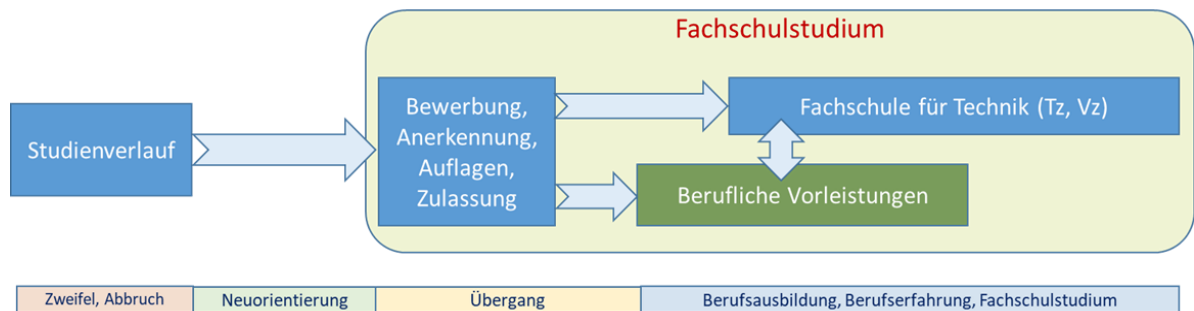 Fachschulstudium
Studienverlauf
Bewerbung,
Anerkennung,
Auflagen,
Zulassung
Fachschule für Technik (Tz, Vz)
Berufliche Vorleistungen
Zweifel, Abbruch
Neuorientierung
Übergang
Berufsausbildung, Berufserfahrung, Fachschulstudium